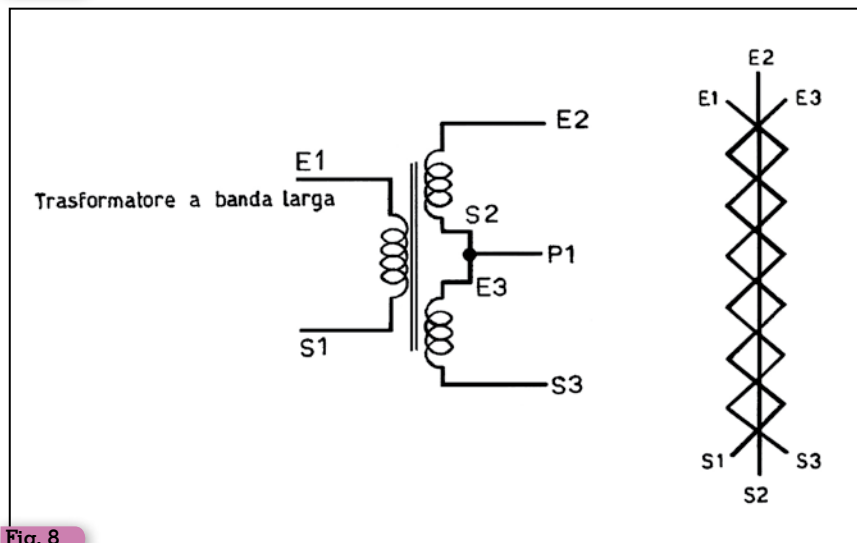 E2
E1
E3
E2
E1
Trasformatore a banda larga
S2
P1
E3
S1
S3
S1
S3
S2
Fig. 8